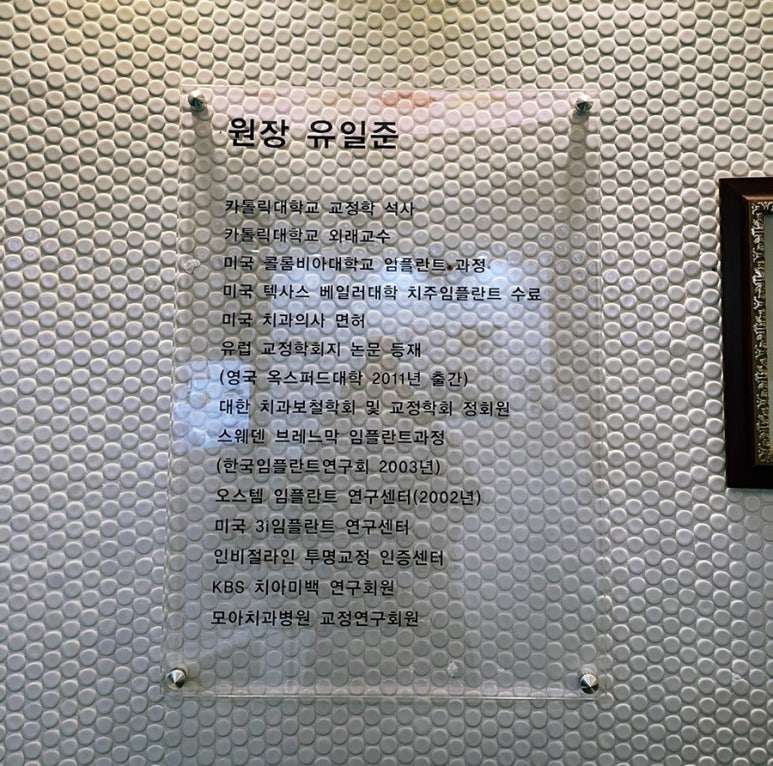 원장 유일준
카톨릭대학교 교정학 석사
카톨릭대학교 외래교수
미국 콜롬비아대학교 임플란트 과정
미국 텍사스 베일러대학 치주임플란트 수료
미국 치과의사 면허
유럽 교정학회지 논문 등재
(영국 옥스퍼드대학 2011년 출간)
대한 치과보철학회 및 교정학회 정회원
스웨덴 브레느막 임플란트과정
(한국임플란트연구회 2003년)
오스템 임플란트 연구센터(2002년)
미국 3i임플란트 연구센터
인비절라인 투명교정 인증센터
KBS 치아미백 연구회원
모아치과병원 교정연구회원